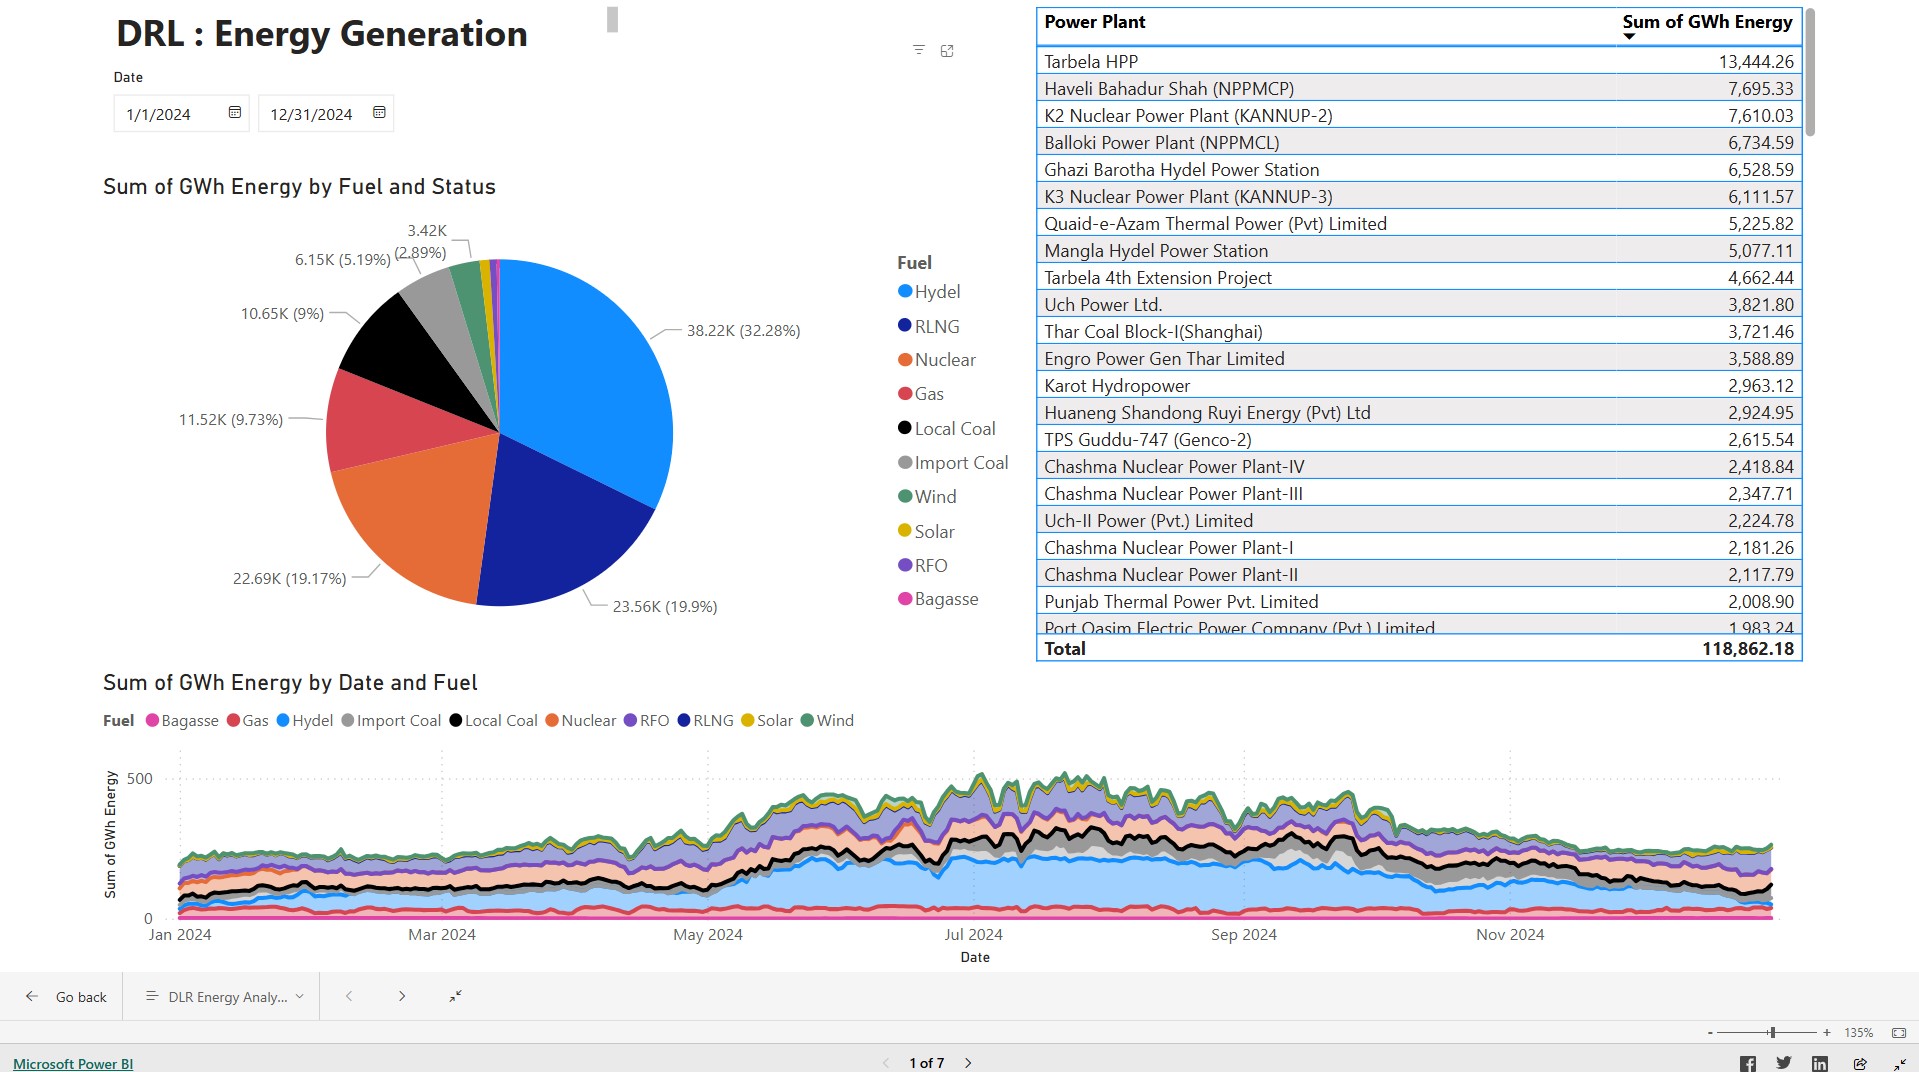 DRL : Energy Generation
Date
1/1/2024
12/31/2024
Sum of GWh Energy by Fuel and Status
3.42K
(2.89%)
6.15K (5.19%)
10.65K (9%)
11.52K (9.73%)
22.69K (19.17%)
23.56K (19.9%)
38.22K (32.28%)
Fuel
Hydel
RLNG
Nuclear
Gas
Local Coal
Import Coal
Wind
Solar
RFO
Bagasse
Power Plant Sum of GWh Energy
Tarbela HPP 13,444.26
Haveli Bahadur Shah (NPPMCP) 7,695.33
K2 Nuclear Power Plant (KANNUP-2) 7,610.03
Balloki Power Plant (NPPMCL) 6,734.59
Ghazi Barotha Hydel Power Station 6,528.59
K3 Nuclear Power Plant (KANNUP-3) 6,111.57
Quaid-e-Azam Thermal Power (Pvt) Limited 5,225.82
Mangla Hydel Power Station 5,077.11
Tarbela 4th Extension Project 4,662.44
Uch Power Ltd. 3,821.80
Thar Coal Block-I(Shanghai) 3,721.46
Engro Power Gen Thar Limited 3,588.89
Karot Hydropower 2,963.12
Huaneng Shandong Ruyi Energy (Pvt) Ltd 2,924.95
TPS Guddu-747 (Genco-2) 2,615.54
Chashma Nuclear Power Plant-IV 2,418.84
Chashma Nuclear Power Plant-III 2,347.71
Uch-II Power (Pvt.) Limited 2,224.78
Chashma Nuclear Power Plant-I 2,181.26
Chashma Nuclear Power Plant-II 2,117.79
Punjab Thermal Power Pvt. Limited 2,008.90
Port Qasim Electric Power Company (Pvt.) Limited 1,983.24
Total 118,862.18
Sum of GWh Energy by Date and Fuel
Fuel Bagasse Gas Hydel Import Coal Local Coal Nuclear RFO RLNG Solar Wind
Sum of GWh Energy
500
0
Jan 2024 Mar 2024 May 2024 Jul 2024 Sep 2024 Nov 2024
Date
Go back
DLR Energy Analy...
- + 135%
Microsoft Power BI
1 of 7